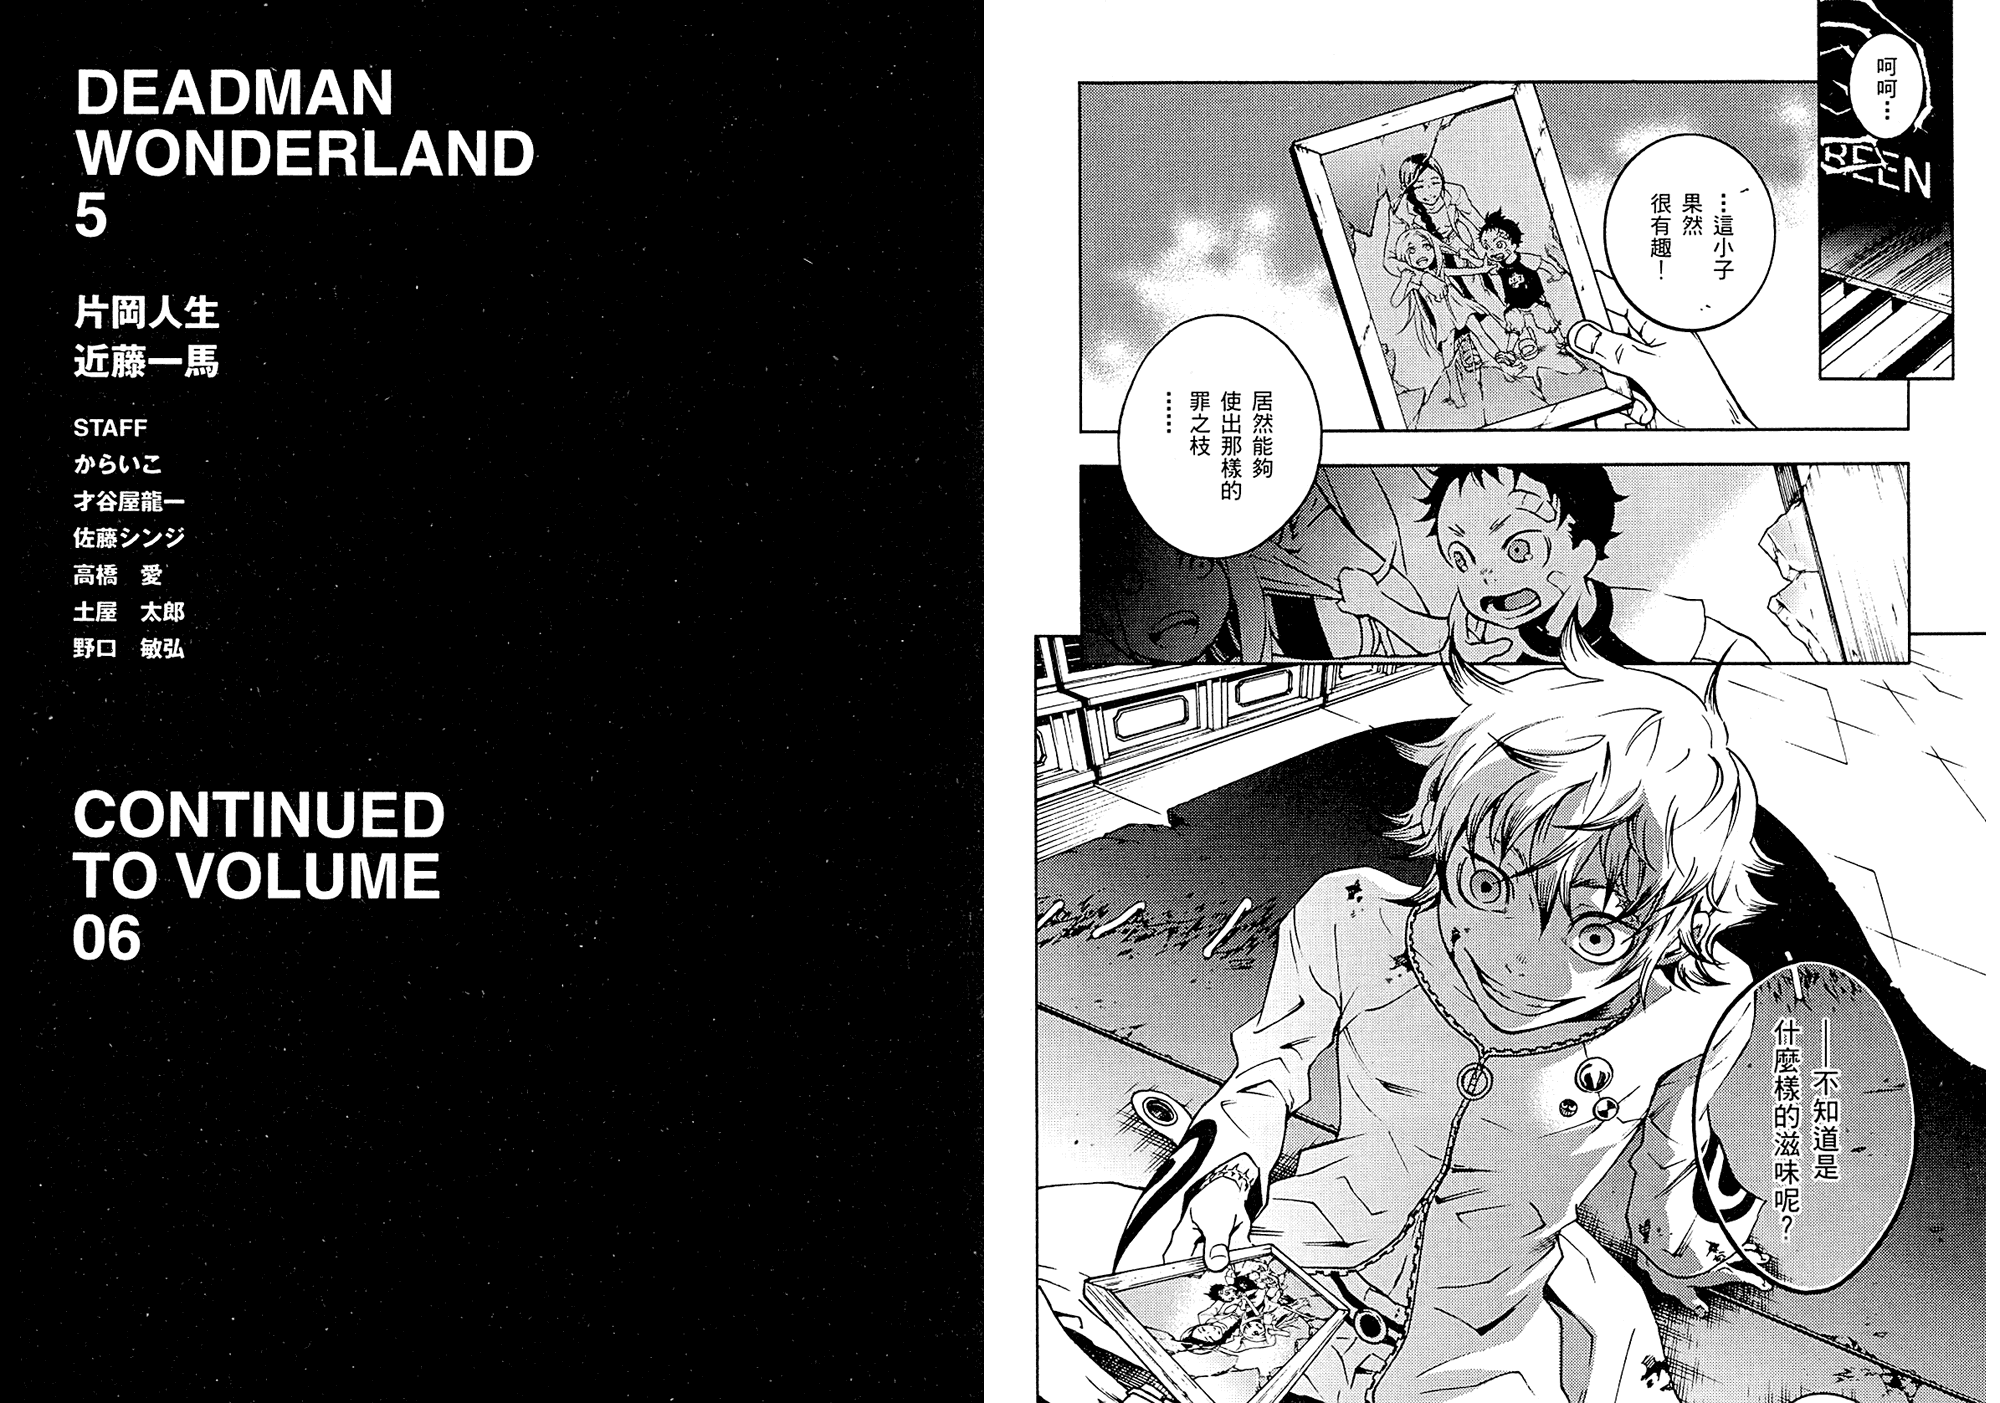 呵呵…
REEN
…這小子
果然
很有趣！
居然能夠
使出那樣的
罪之枝
……
——不知道是
什麼樣的滋味呢？
DEADMAN
WONDERLAND
5
片岡人生
近藤一馬
STAFF
からいこ
才谷屋龍一
佐藤シンジ
高橋　愛
土屋　太郎
野口　敏弘
CONTINUED
TO VOLUME
06